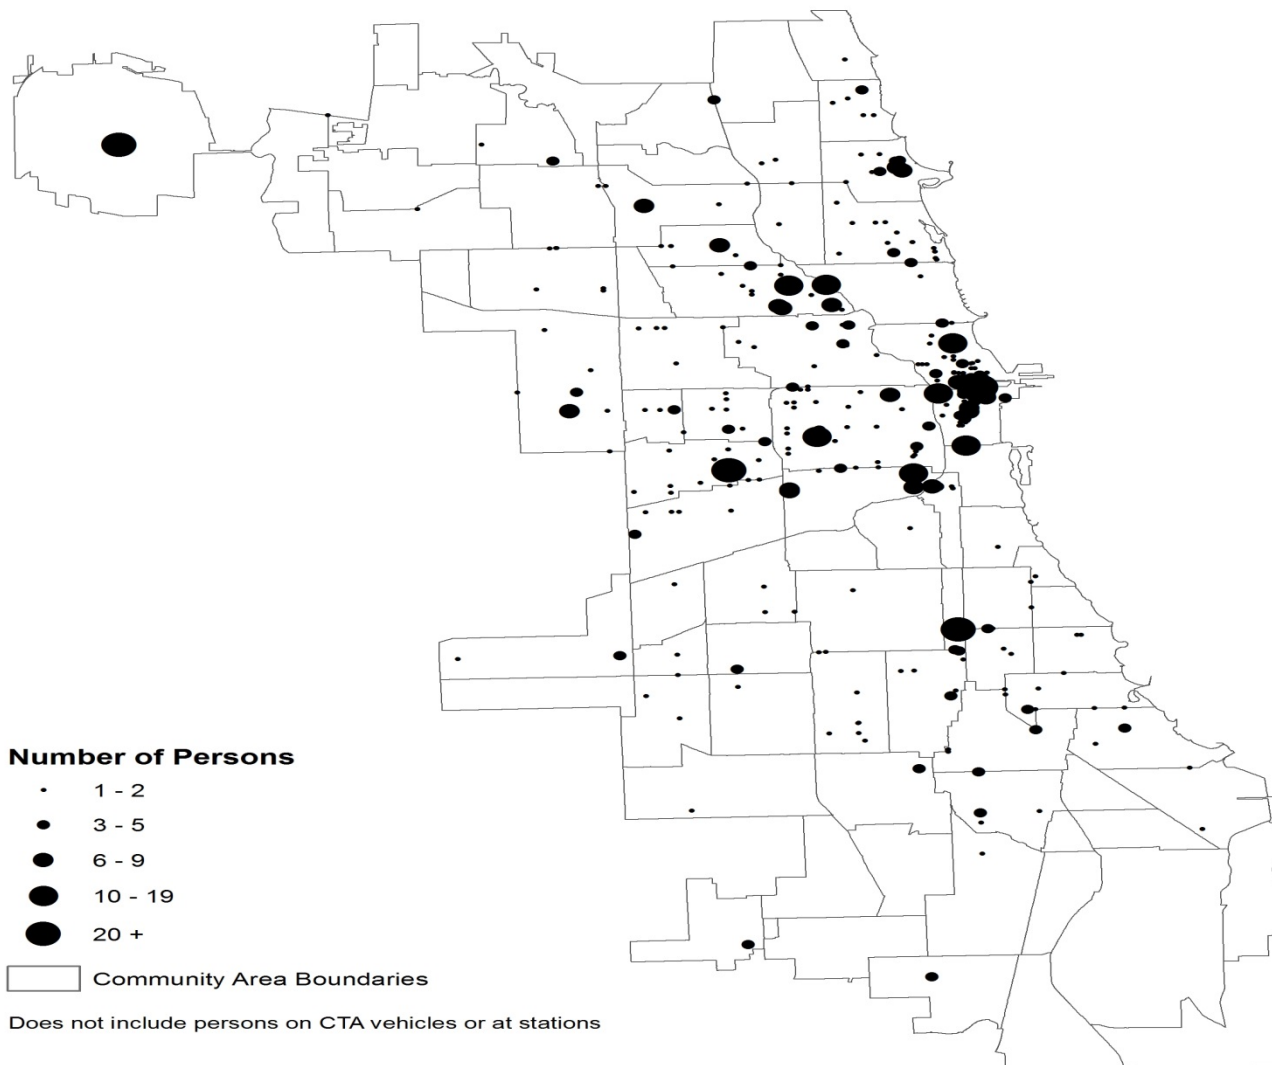 Number of Persons
1 - 2
3 - 5
6 - 9
10 - 19
20 +
Community Area Boundaries
Does not include persons on CTA vehicles or at stations